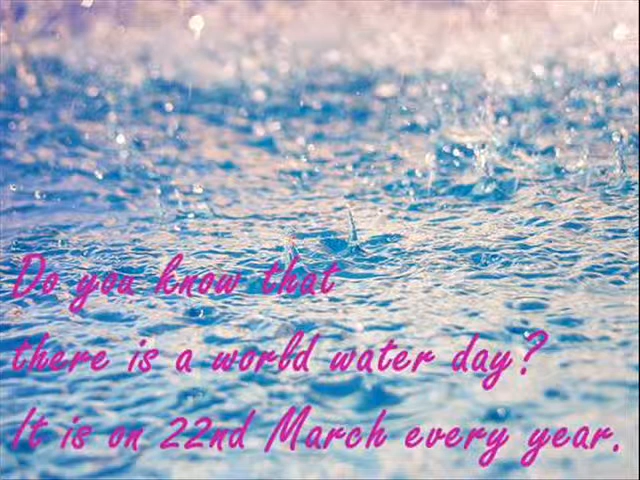 Do you know that
there is a world water day?
It is on 22nd March every year.